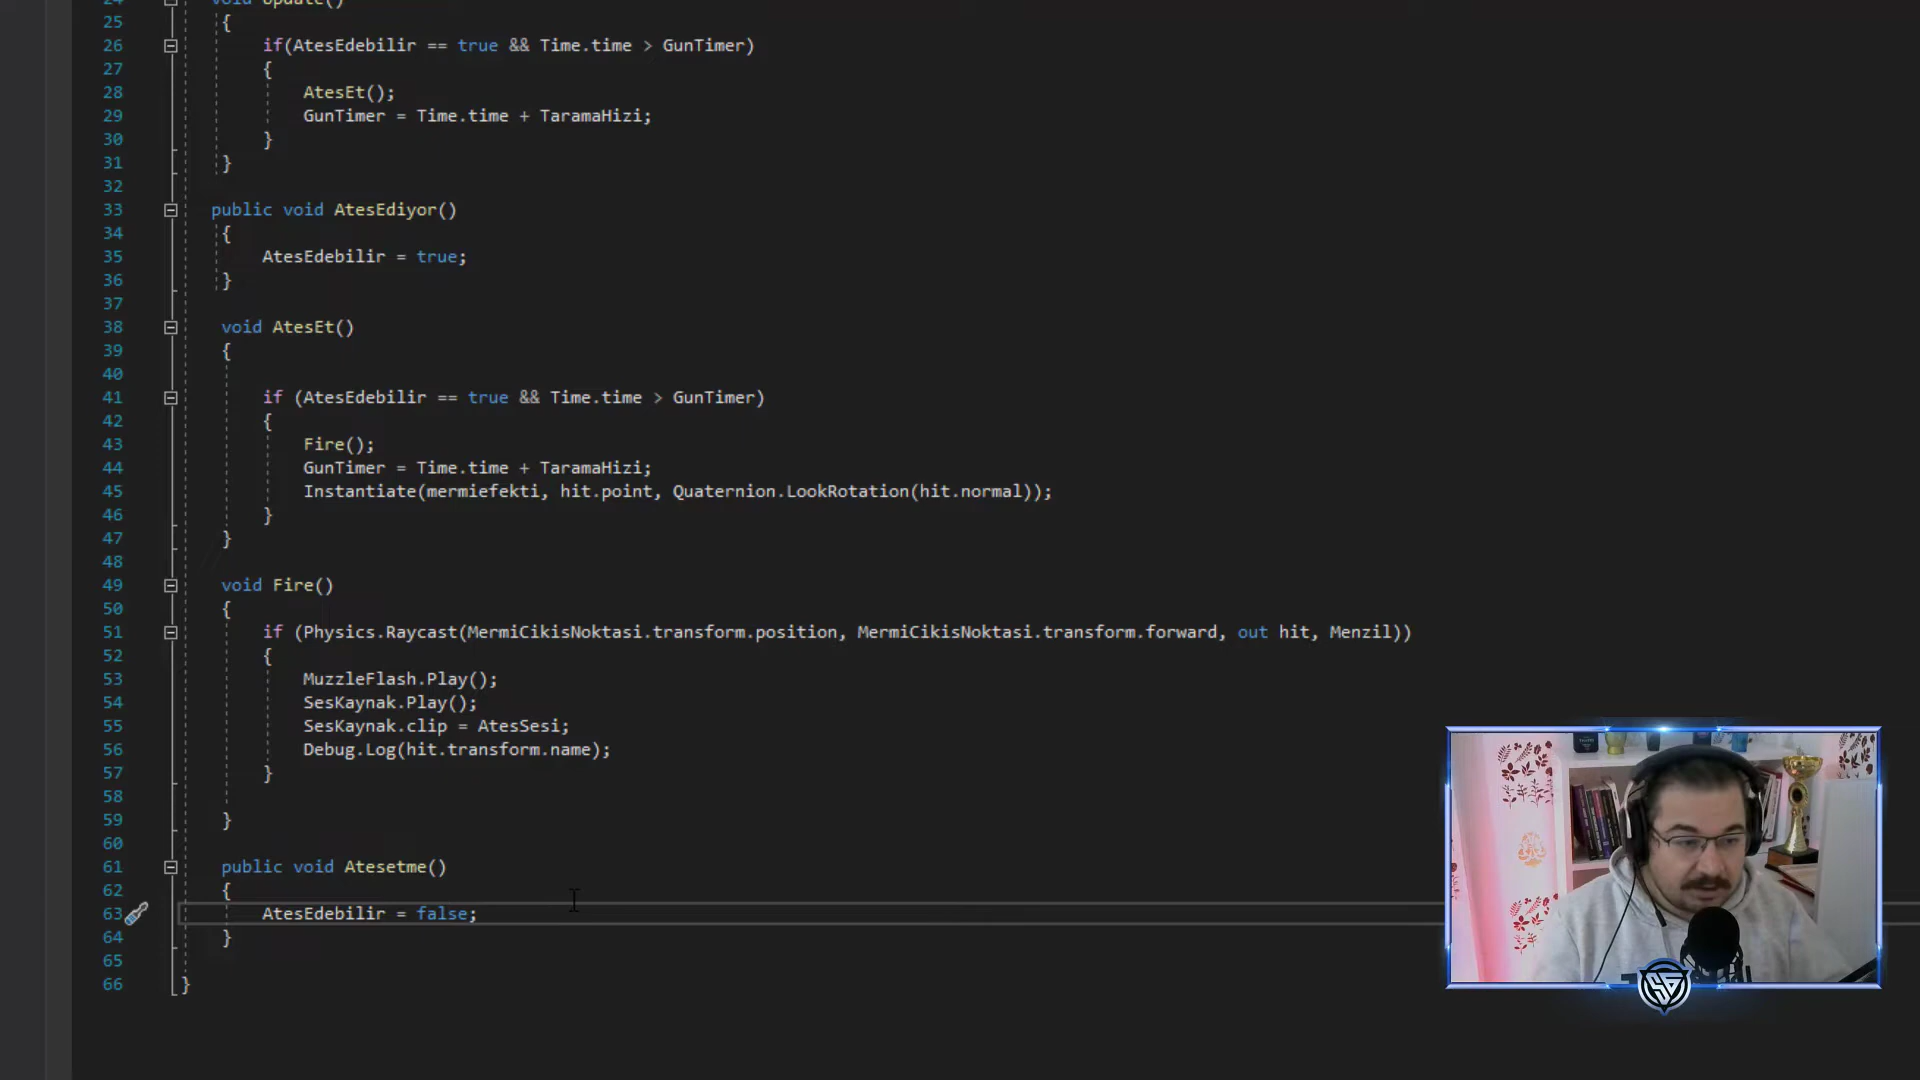 24 void Update()
25 {
26 if(AtesEdebilir == true && Time.time > GunTimer)
27 {
28 AtesEt();
29 GunTimer = Time.time + TaramaHizi;
30 }
31 }
32
33 public void AtesEdiyor()
34 {
35 AtesEdebilir = true;
36 }
37
38 void AtesEt()
39 {
40
41 if (AtesEdebilir == true && Time.time > GunTimer)
42 {
43 Fire();
44 GunTimer = Time.time + TaramaHizi;
45 Instantiate(mermiefekti, hit.point, Quaternion.LookRotation(hit.normal));
46 }
47 }
48
49 void Fire()
50 {
51 if (Physics.Raycast(MermiCikisNoktasi.transform.position, MermiCikisNoktasi.transform.forward, out hit, Menzil))
52 {
53 MuzzleFlash.Play();
54 SesKaynak.Play();
55 SesKaynak.clip = AtesSesi;
56 Debug.Log(hit.transform.name);
57 }
58
59 }
60
61 public void Atesetme()
62 {
63 AtesEdebilir = false;
64 }
65
66 }